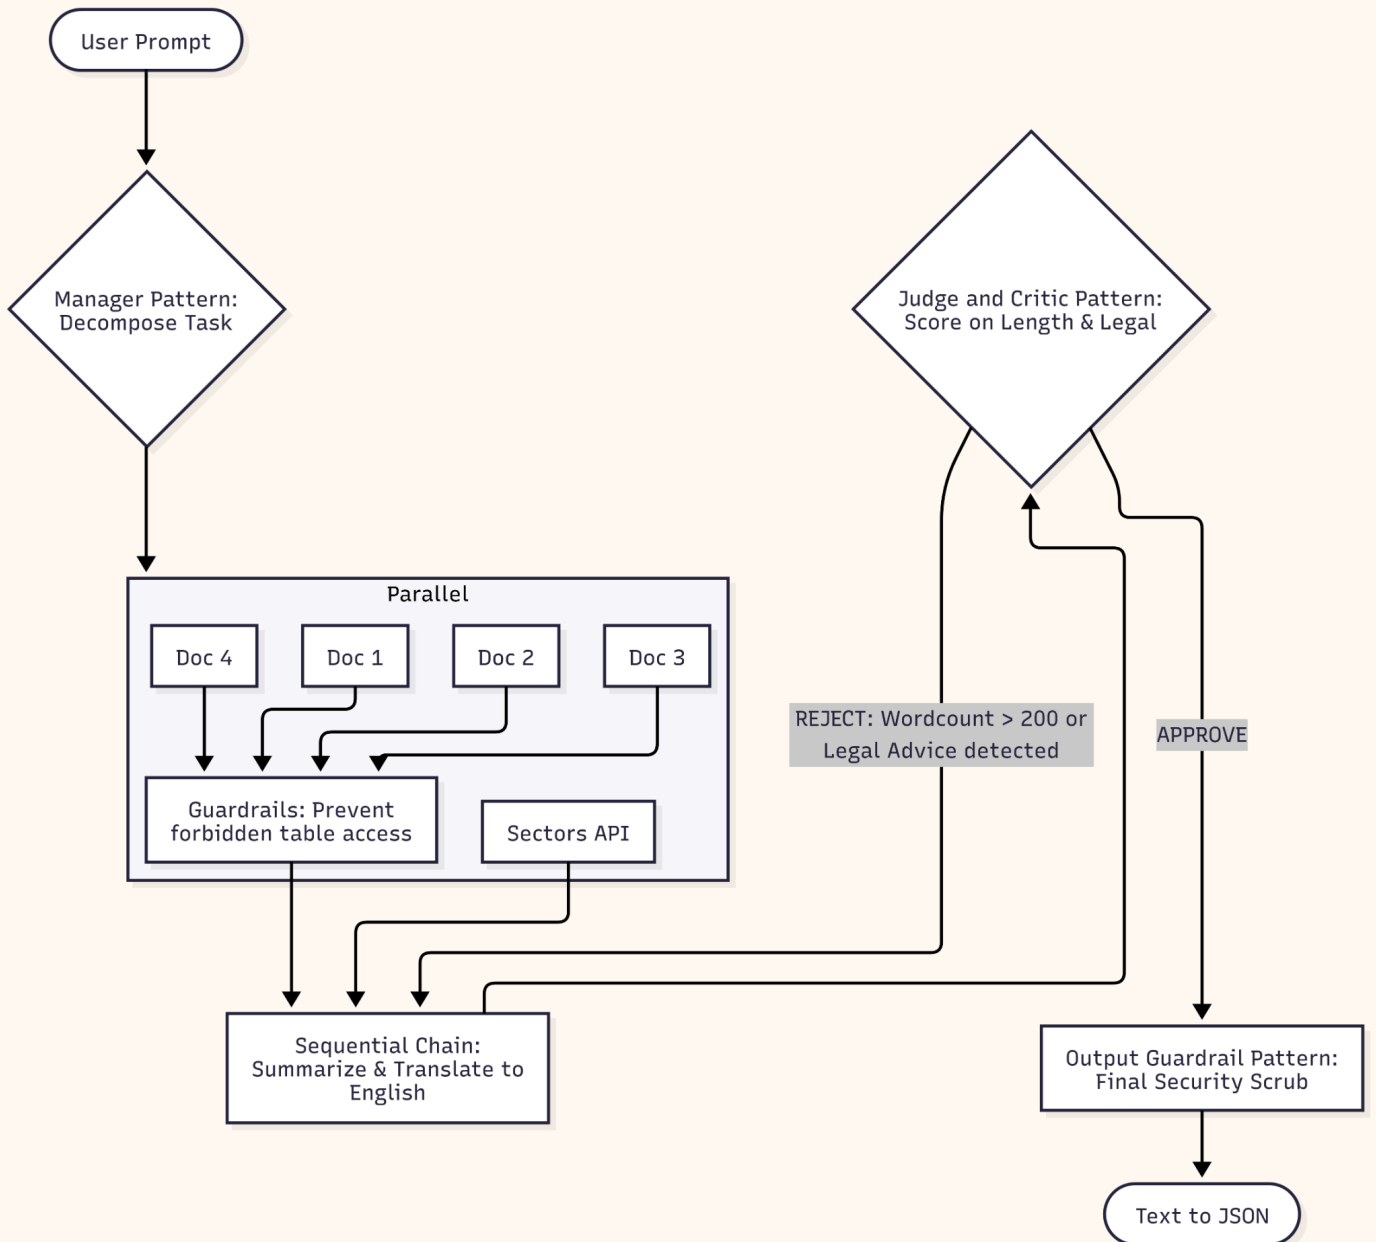 User Prompt
Manager Pattern:
Decompose Task
Judge and Critic Pattern:
Score on Length & Legal
Parallel
Doc 4
Doc 1
Doc 2
Doc 3
Guardrails: Prevent
forbidden table access
Sectors API
REJECT: Wordcount > 200 or
Legal Advice detected
APPROVE
Sequential Chain:
Summarize & Translate to
English
Output Guardrail Pattern:
Final Security Scrub
Text to JSON